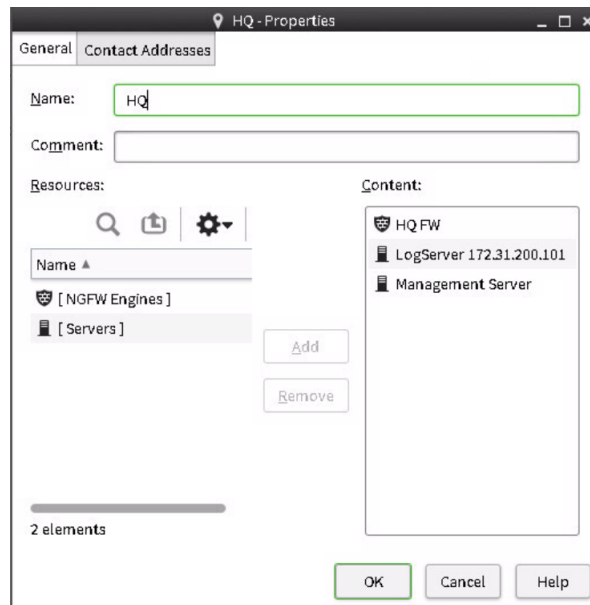 HQ - Properties
General Contact Addresses
Name: HQ
Comment:
Resources:
Content:
Name
[ NGFW Engines ]
[ Servers ]
HQ FW
LogServer 172.31.200.101
Management Server
Add
Remove
2 elements
OK Cancel Help